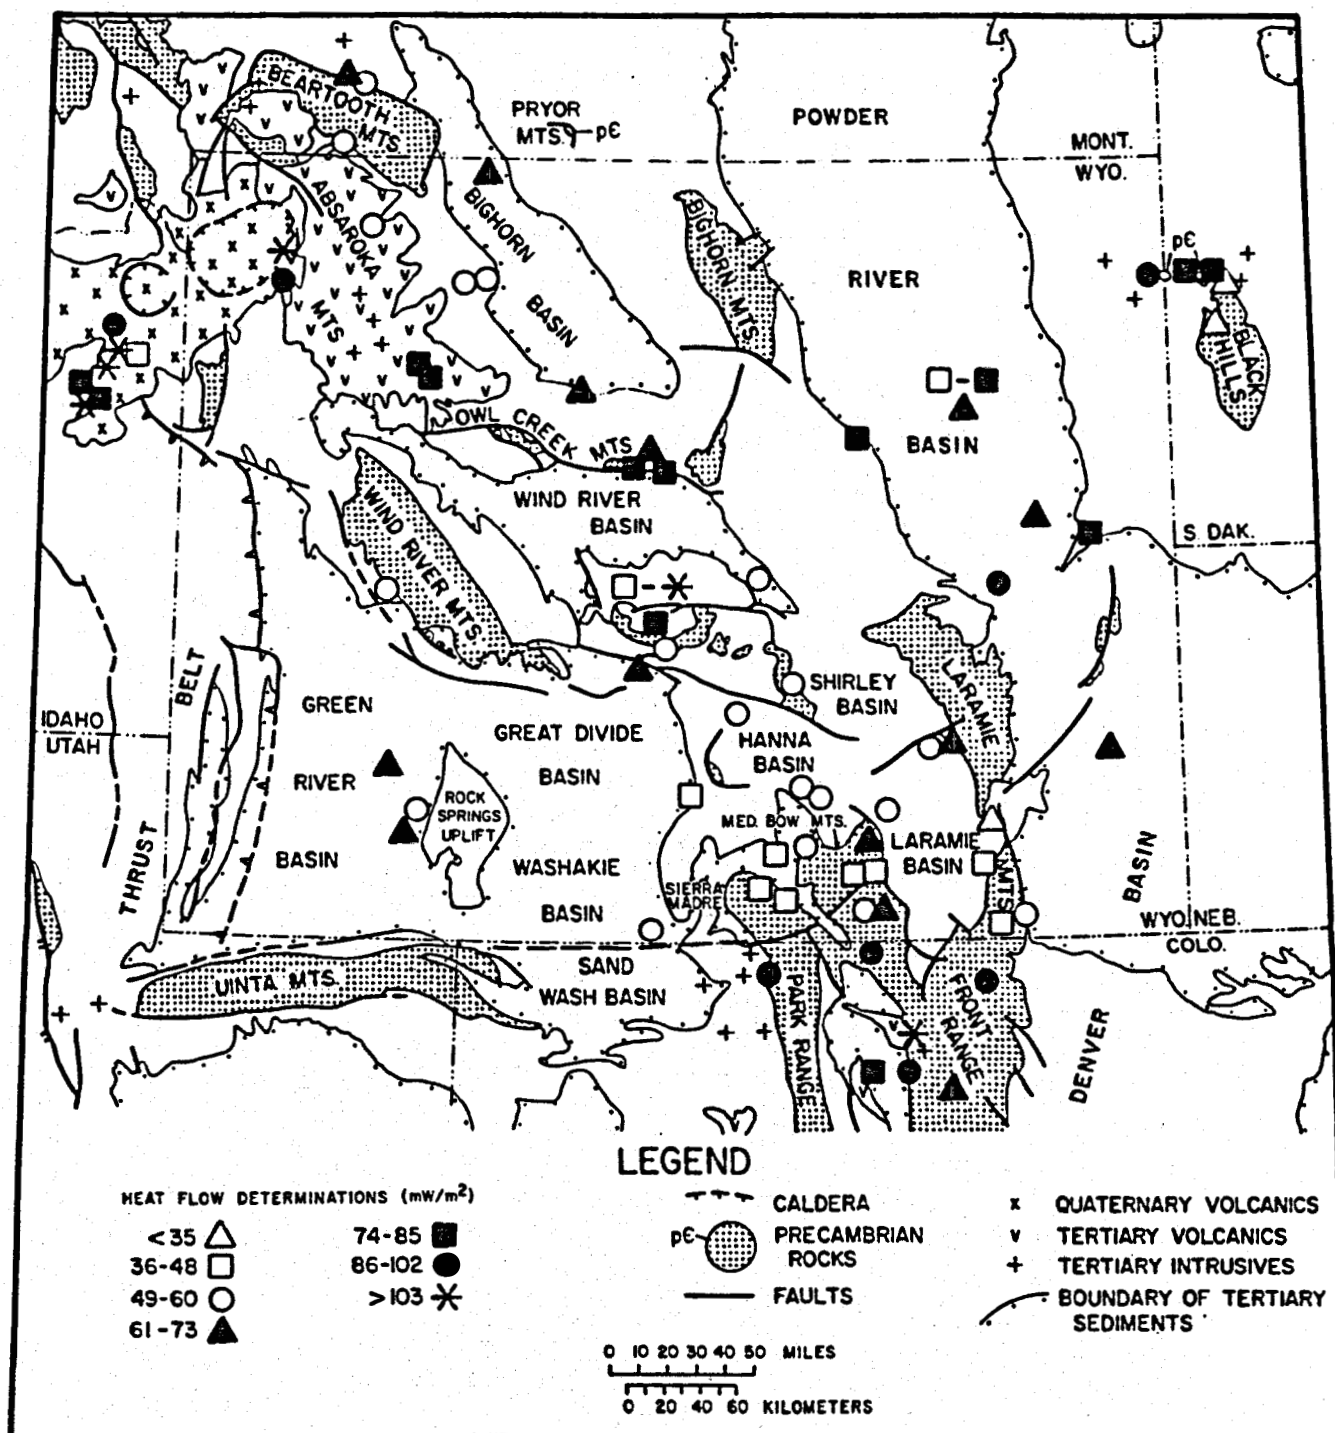 BEARTOOTH
MTS.
PRYOR
MTS.
pЄ
POWDER
MONT.
WYO.
ABSAROKA
MTS
BIGHORN
BASIN
BIGHORN MTS.
RIVER
BASIN
pЄ
BLACK
HILLS
OWL CREEK MTS
WIND RIVER
BASIN
WIND RIVER MTS.
S. DAK.
IDAHO
UTAH
THRUST BELT
GREEN
RIVER
BASIN
GREAT DIVIDE
BASIN
ROCK
SPRINGS
UPLIFT
WASHAKIE
BASIN
SHIRLEY
BASIN
HANNA
BASIN
LARAMIE
MTS
MED. BOW MTS.
LARAMIE
BASIN
SIERRA
MADRE
WYO. NEB.
COLO.
DENVER BASIN
UINTA MTS.
SAND
WASH BASIN
PARK RANGE
FRONT
RANGE
LEGEND
HEAT FLOW DETERMINATIONS (mW/m²)
<35
36-48
49-60
61-73
74-85
86-102
>103
CALDERA
pЄ
PRECAMBRIAN
ROCKS
FAULTS
x QUATERNARY VOLCANICS
v TERTIARY VOLCANICS
+ TERTIARY INTRUSIVES
BOUNDARY OF TERTIARY
SEDIMENTS
0 10 20 30 40 50 MILES
0 20 40 60 KILOMETERS